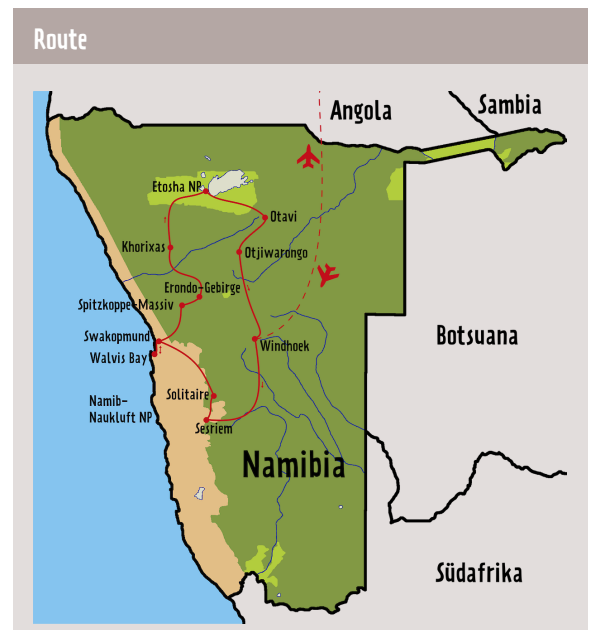 Route
Angola
Sambia
Etosha NP
Otavi
Khorixas
Otjiwarongo
Erondo-Gebirge
Spitzkoppe-Massiv
Swakopmund
Botsuana
Windhoek
Walvis Bay
Solitaire
Namib-
Naukluft NP
Sesriem
Namibia
Südafrika